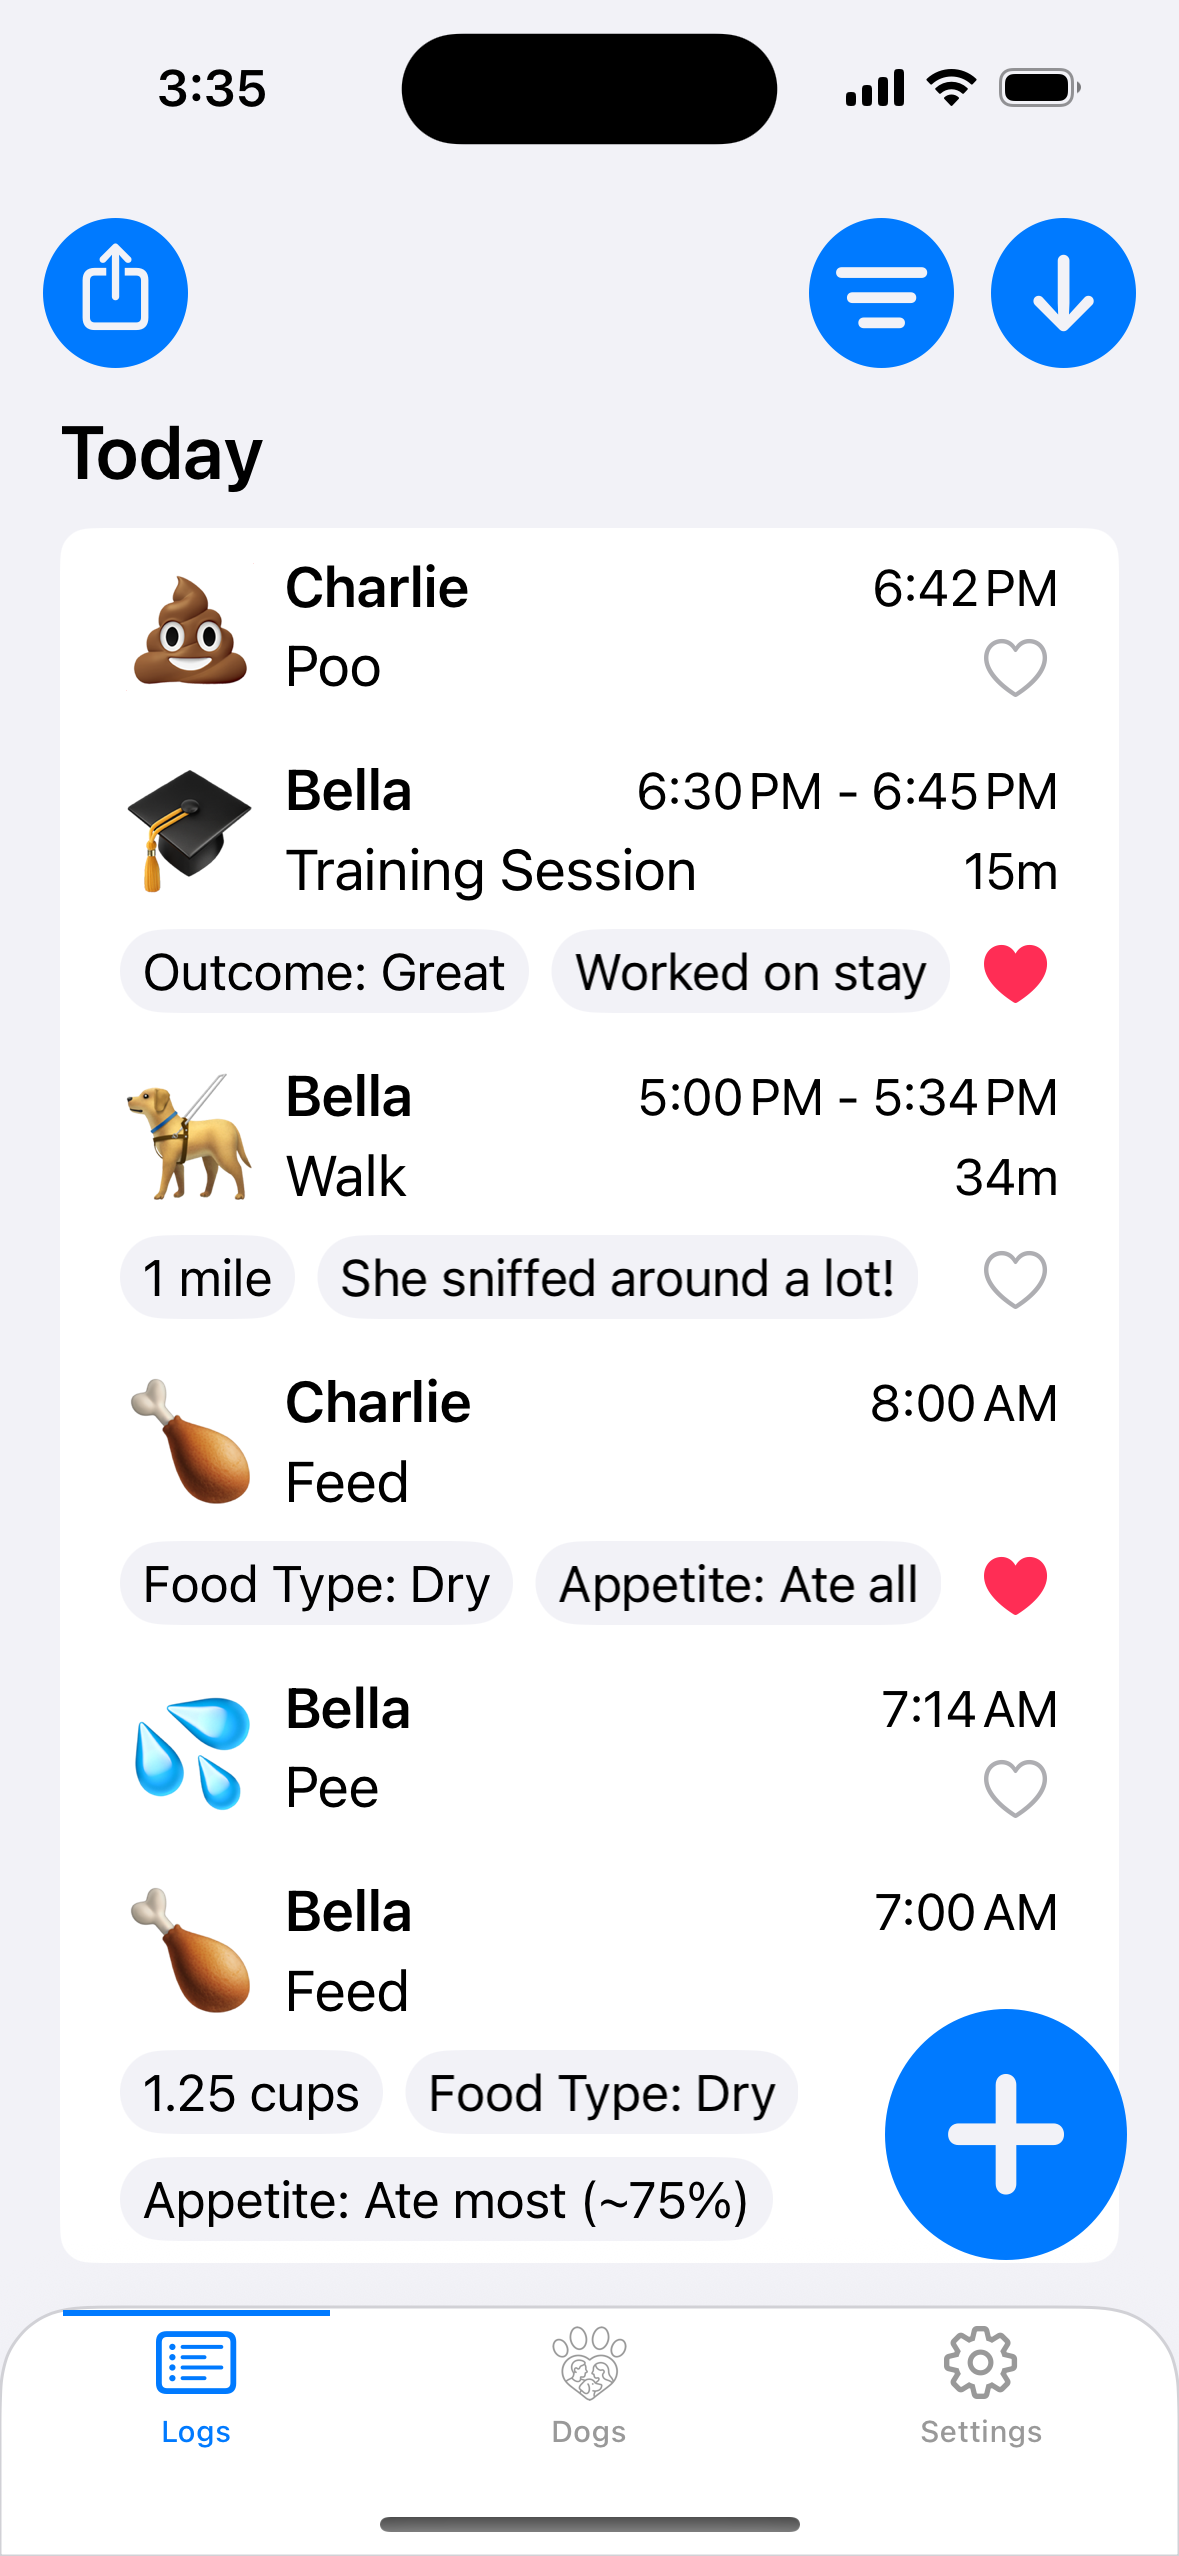 3:35
Today
Charlie 6:42 PM
Poo
Bella 6:30 PM - 6:45 PM
Training Session 15m
Outcome: Great Worked on stay
Bella 5:00 PM - 5:34 PM
Walk 34m
1 mile She sniffed around a lot!
Charlie 8:00 AM
Feed
Food Type: Dry Appetite: Ate all
Bella 7:14 AM
Pee
Bella 7:00 AM
Feed
1.25 cups Food Type: Dry
Appetite: Ate most (~75%)
Logs Dogs Settings